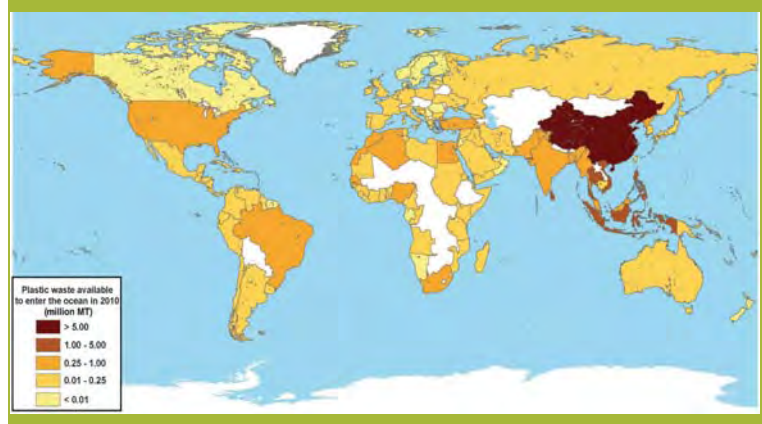 Plastic waste available
to enter the ocean in 2010
(million MT)
> 5.00
1.00 - 5.00
0.25 - 1.00
0.01 - 0.25
< 0.01